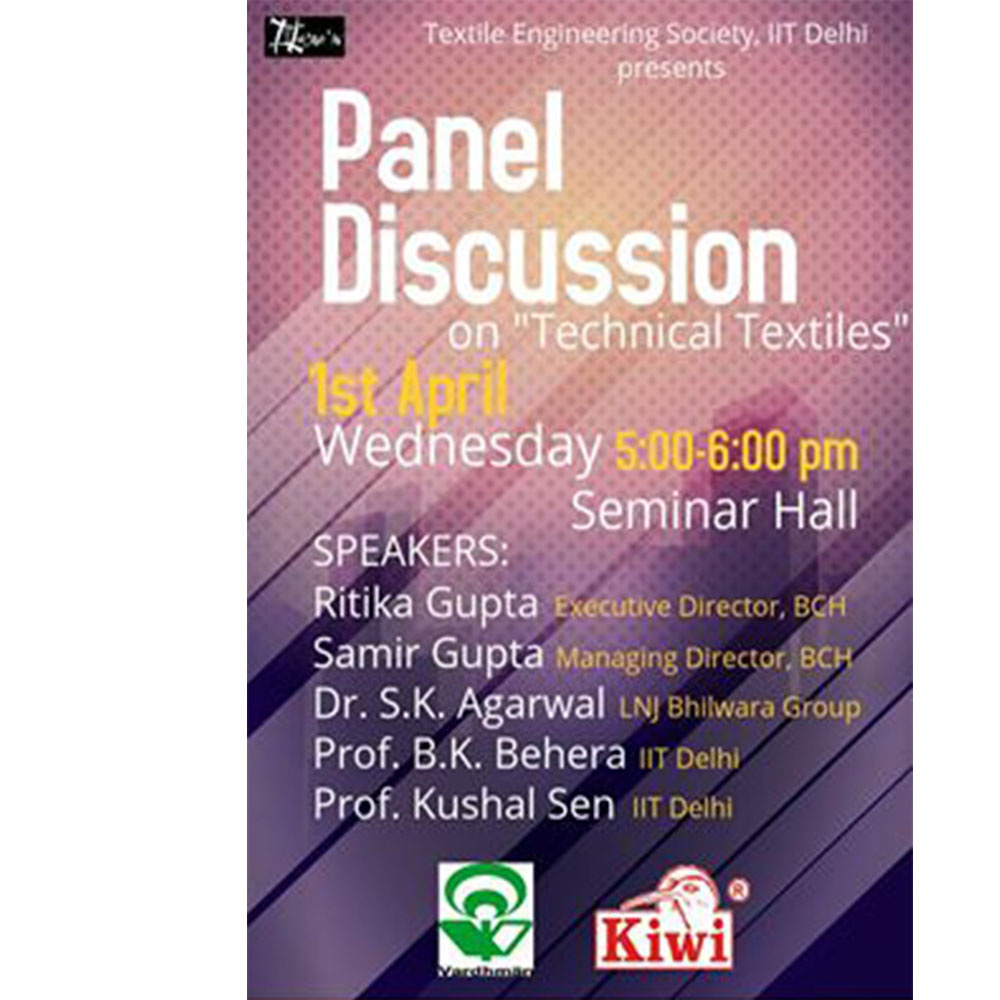 Textile Engineering Society, IIT Delhi
presents
Panel
Discussion
on "Technical Textiles"
1st April
Wednesday 5:00-6:00 pm
Seminar Hall
SPEAKERS:
Ritika Gupta Executive Director, BCH
Samir Gupta Managing Director, BCH
Dr. S.K. Agarwal LNJ Bhilwara Group
Prof. B.K. Behera IIT Delhi
Prof. Kushal Sen IIT Delhi
Vardhman
Kiwi ®